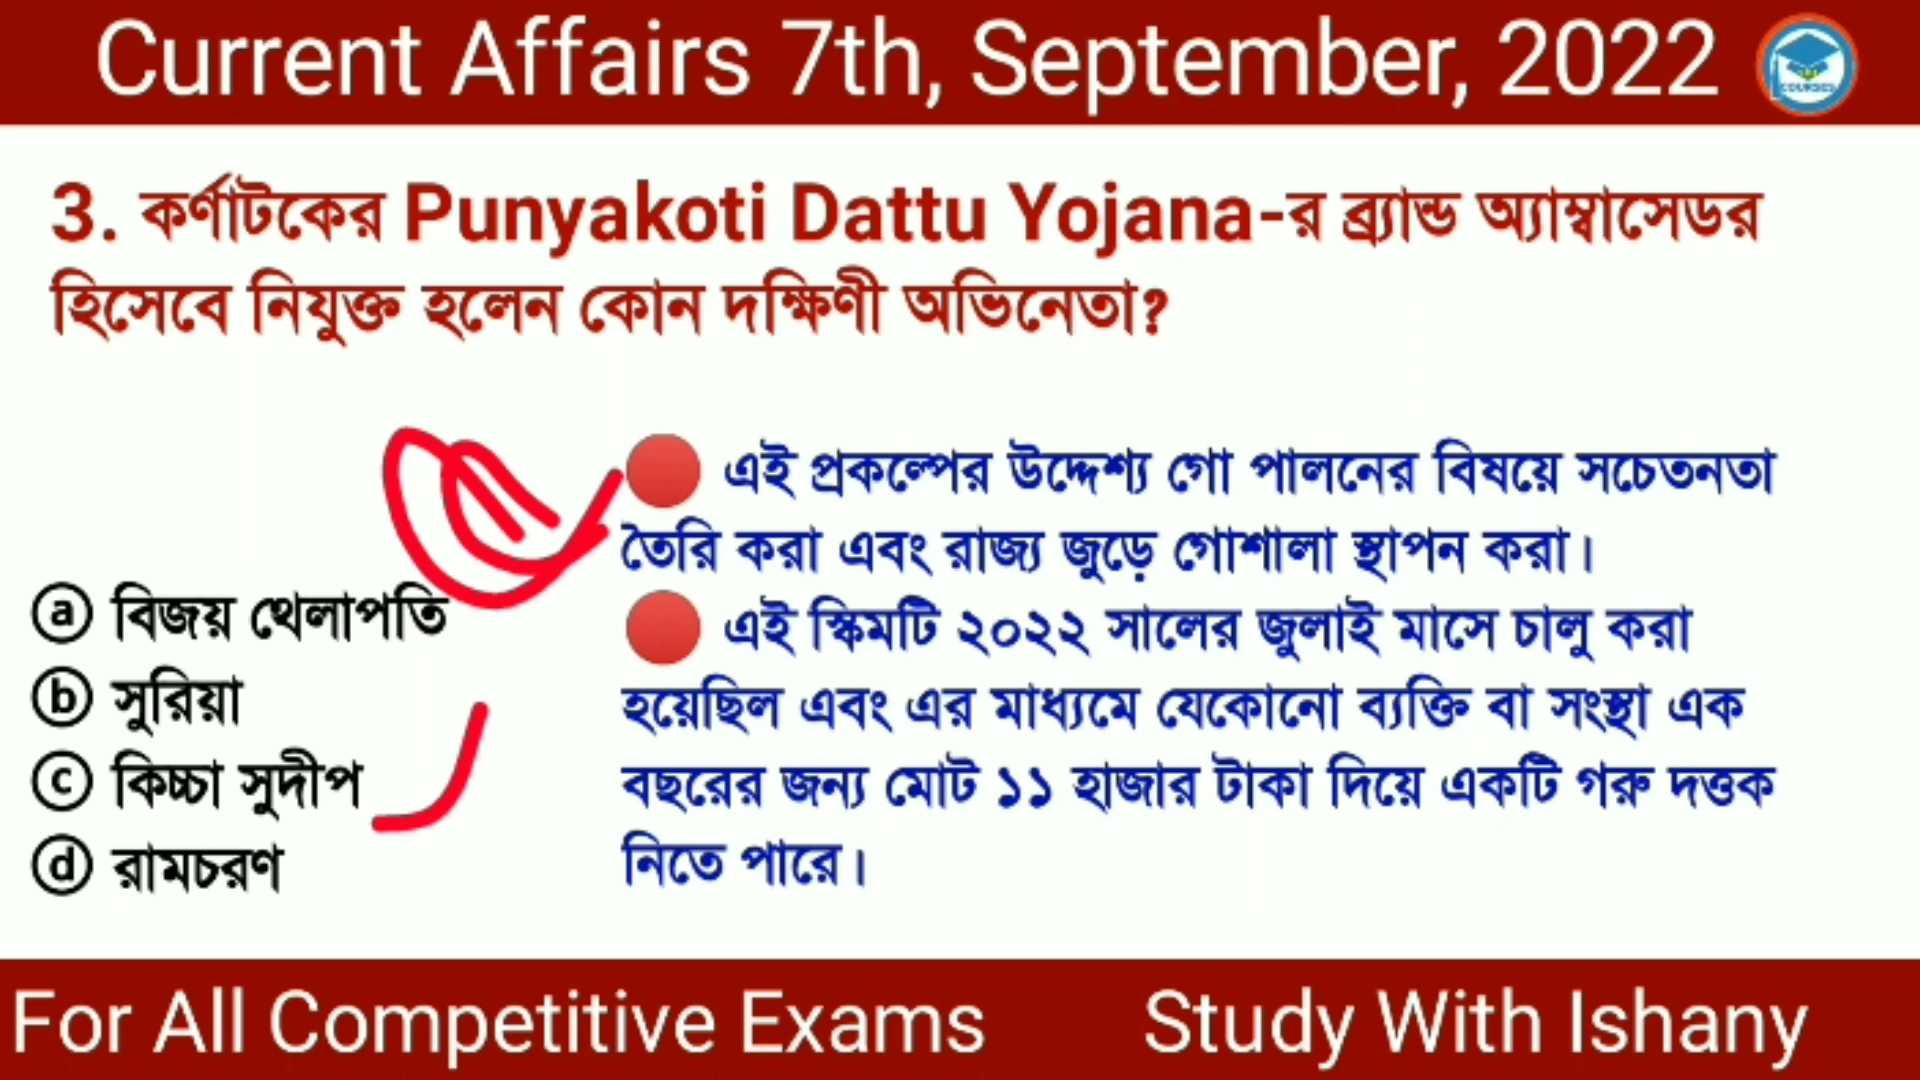 Current Affairs 7th, September, 2022
COURSES
3. কর্ণাটকের Punyakoti Dattu Yojana-র ব্র্যান্ড অ্যাম্বাসেডর
হিসেবে নিযুক্ত হলেন কোন দক্ষিণী অভিনেতা?
ⓐ বিজয় থেলাপতি
ⓑ সুরিয়া
ⓒ কিচ্চা সুদীপ
ⓓ রামচরণ
🔴 এই প্রকল্পের উদ্দেশ্য গো পালনের বিষয়ে সচেতনতা
তৈরি করা এবং রাজ্য জুড়ে গোশালা স্থাপন করা।
🔴 এই স্কিমটি ২০২২ সালের জুলাই মাসে চালু করা
হয়েছিল এবং এর মাধ্যমে যেকোনো ব্যক্তি বা সংস্থা এক
বছরের জন্য মোট ১১ হাজার টাকা দিয়ে একটি গরু দত্তক
নিতে পারে।
For All Competitive Exams
Study With Ishany